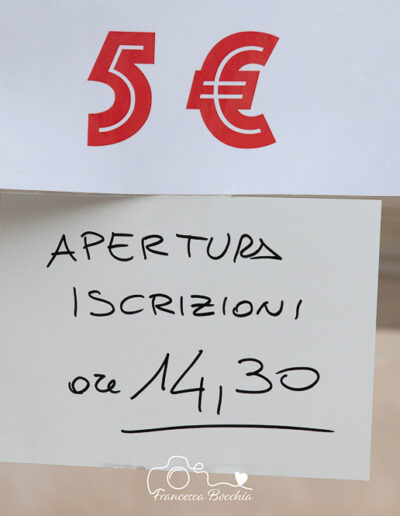 5 €
APERTURA
ISCRIZIONI
ore 14,30
Francesca Bocchia